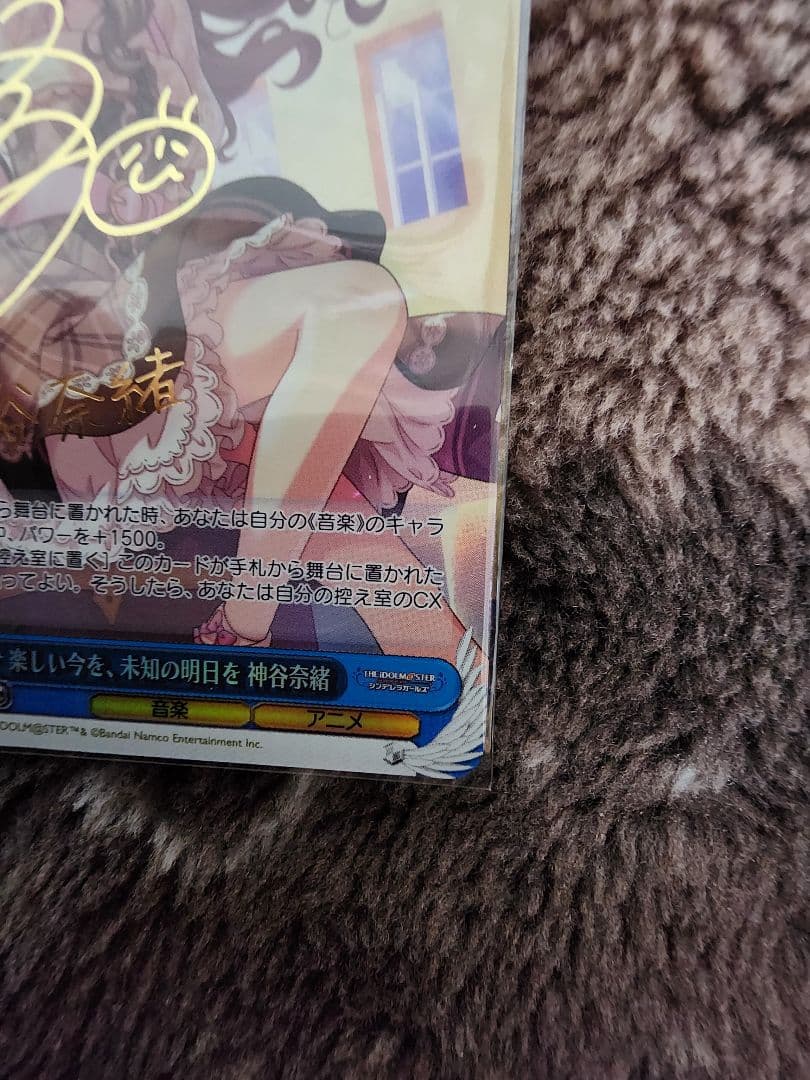 谷奈緒
ら舞台に置かれた時、あなたは自分の《音楽》のキャラ
、パワーを+1500。
控え室に置く］このカードが手札から舞台に置かれた
ってよい。そうしたら、あなたは自分の控え室のCX
楽しい今を、未知の明日を 神谷奈緒
THE iDOLM@STER
シンデレラガールズ
音楽 アニメ
iDOLM@STER™& ©Bandai Namco Entertainment Inc.